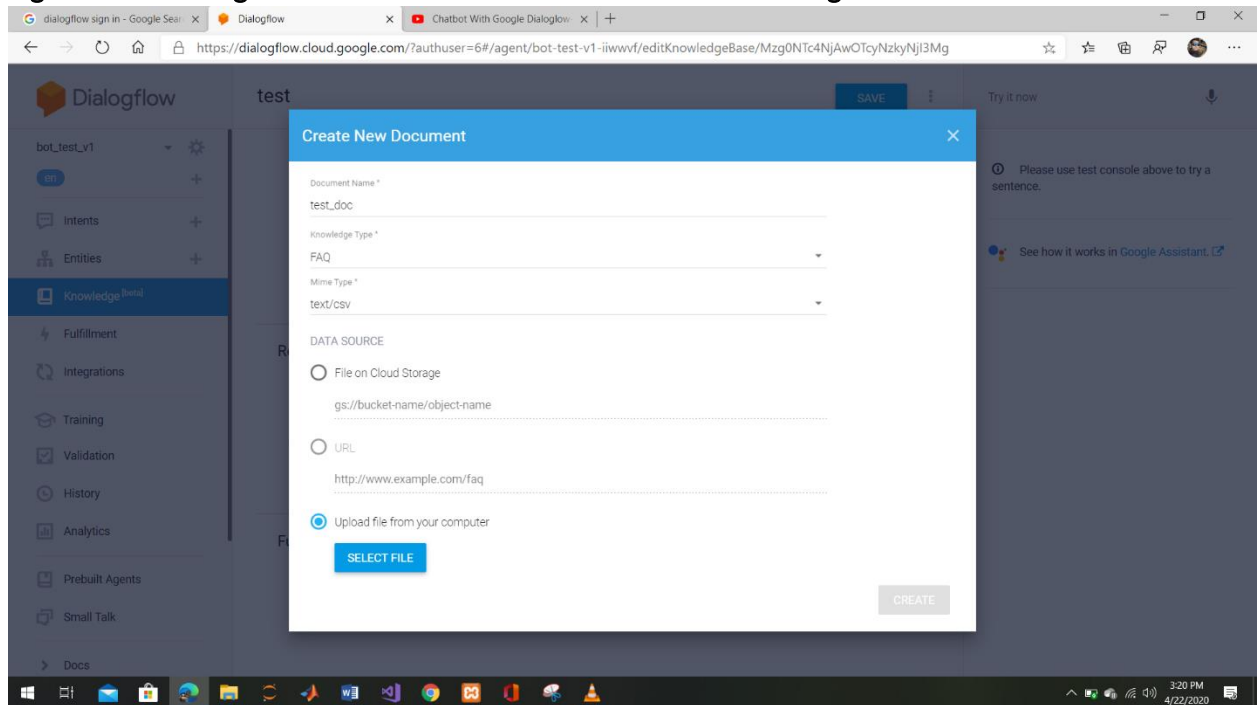 dialogflow sign in - Google Sear
Dialogflow
Chatbot With Google Dialoglow
https://dialogflow.cloud.google.com/?authuser=6#/agent/bot-test-v1-iiwwvf/editKnowledgeBase/Mzg0NTc4NjAwOTcyNzkyNjI3Mg
Dialogflow
test
SAVE
Try it now
Create New Document
bot_test_v1
en
Please use test console above to try a
sentence.
Document Name *
test_doc
Intents
Knowledge Type *
FAQ
Entities
See how it works in Google Assistant.
Mime Type *
text/csv
Knowledge [beta]
Fulfillment
DATA SOURCE
Integrations
File on Cloud Storage
gs://bucket-name/object-name
Training
URL
Validation
http://www.example.com/faq
History
Upload file from your computer
Analytics
SELECT FILE
Prebuilt Agents
CREATE
Small Talk
Docs
3:20 PM
4/22/2020